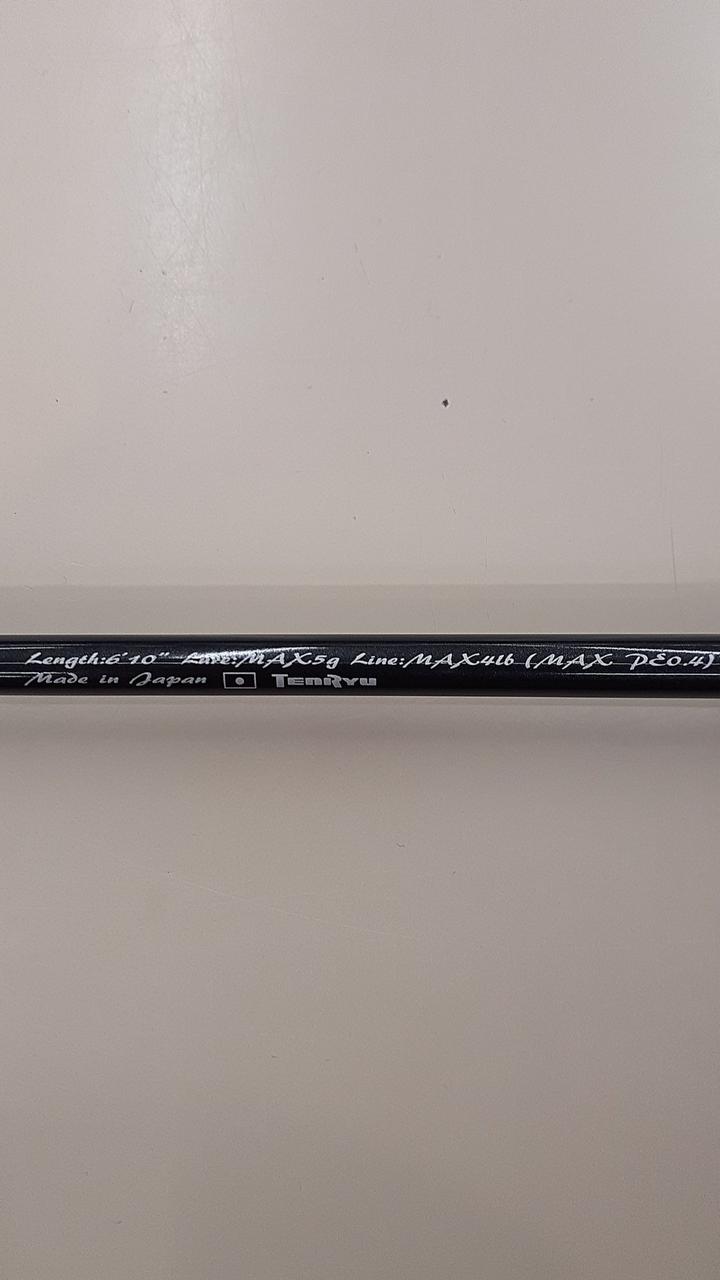 Length:6'10" Lure:MAX5g Line:MAX4lb (MAX PE0.4)
Made in Japan TENRYU